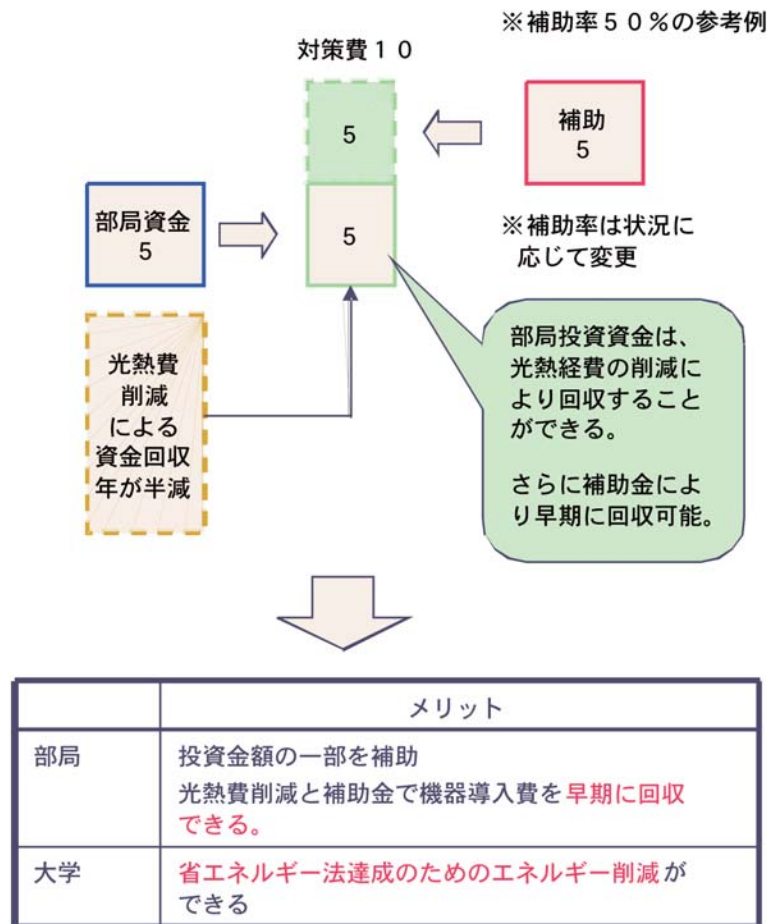 ※補助率５０％の参考例
対策費１０
5
補助
5
部局資金
5
5
※補助率は状況に
応じて変更
光熱費
削減
による
資金回収
年が半減
部局投資資金は、
光熱経費の削減に
より回収すること
ができる。
さらに補助金によ
り早期に回収可能。
メリット
部局
投資金額の一部を補助
光熱費削減と補助金で機器導入費を早期に回収
できる。
大学
省エネルギー法達成のためのエネルギー削減が
できる